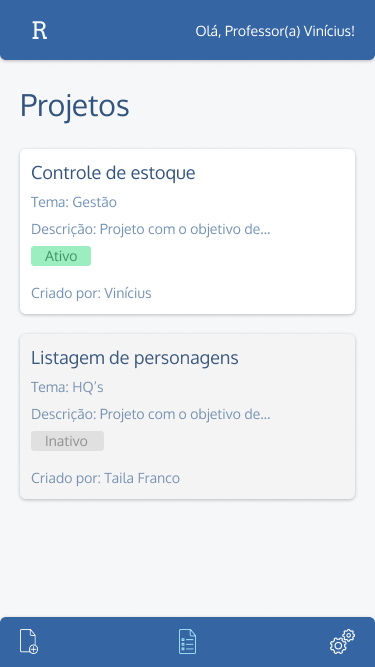 R
Olá, Professor(a) Vinícius!
Projetos
Controle de estoque
Tema: Gestão
Descrição: Projeto com o objetivo de...
Ativo
Criado por: Vinícius
Listagem de personagens
Tema: HQ's
Descrição: Projeto com o objetivo de...
Inativo
Criado por: Taila Franco